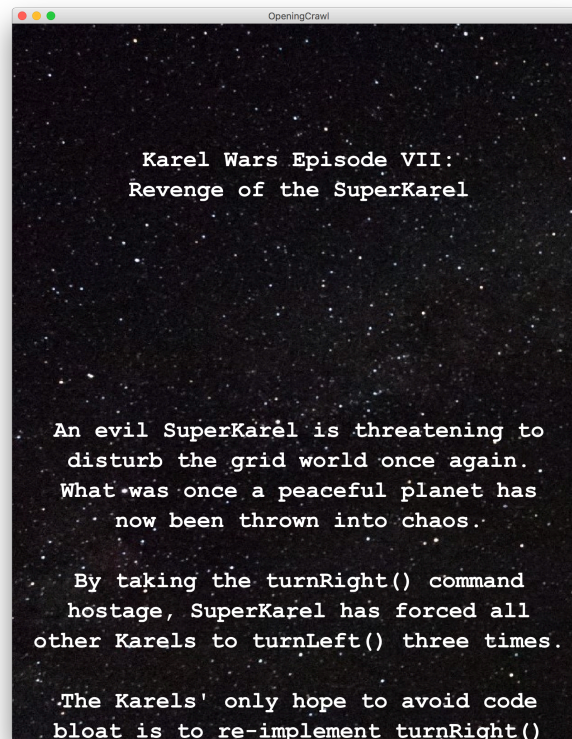 OpeningCrawl
Karel Wars Episode VII:
Revenge of the SuperKarel
An evil SuperKarel is threatening to
disturb the grid world once again.
What was once a peaceful planet has
now been thrown into chaos.
By taking the turnRight() command
hostage, SuperKarel has forced all
other Karels to turnLeft() three times.
The Karels' only hope to avoid code
bloat is to re-implement turnRight()